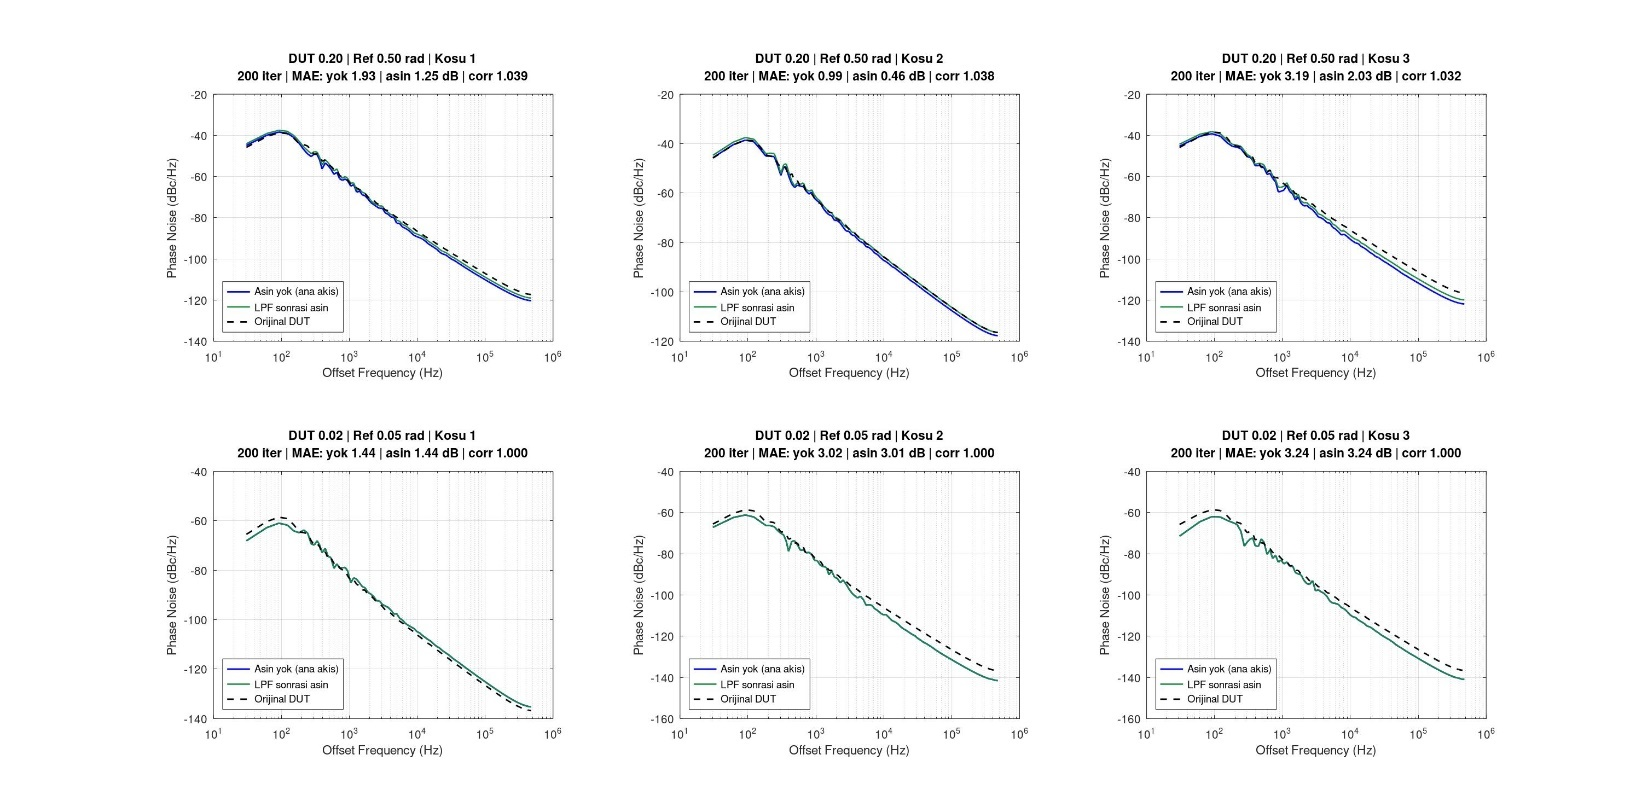 DUT 0.20 | Ref 0.50 rad | Kosu 1
200 iter | MAE: yok 1.93 | asin 1.25 dB | corr 1.039
-20
-40
-60
-80
-100
-120
-140
Phase Noise (dBc/Hz)
Asin yok (ana akis)
LPF sonrasi asin
Orijinal DUT
10^1 10^2 10^3 10^4 10^5 10^6
Offset Frequency (Hz)
DUT 0.20 | Ref 0.50 rad | Kosu 2
200 iter | MAE: yok 0.99 | asin 0.46 dB | corr 1.038
-20
-40
-60
-80
-100
-120
Phase Noise (dBc/Hz)
Asin yok (ana akis)
LPF sonrasi asin
Orijinal DUT
10^1 10^2 10^3 10^4 10^5 10^6
Offset Frequency (Hz)
DUT 0.20 | Ref 0.50 rad | Kosu 3
200 iter | MAE: yok 3.19 | asin 2.03 dB | corr 1.032
-20
-40
-60
-80
-100
-120
-140
Phase Noise (dBc/Hz)
Asin yok (ana akis)
LPF sonrasi asin
Orijinal DUT
10^1 10^2 10^3 10^4 10^5 10^6
Offset Frequency (Hz)
DUT 0.02 | Ref 0.05 rad | Kosu 1
200 iter | MAE: yok 1.44 | asin 1.44 dB | corr 1.000
-40
-60
-80
-100
-120
-140
Phase Noise (dBc/Hz)
Asin yok (ana akis)
LPF sonrasi asin
Orijinal DUT
10^1 10^2 10^3 10^4 10^5 10^6
Offset Frequency (Hz)
DUT 0.02 | Ref 0.05 rad | Kosu 2
200 iter | MAE: yok 3.02 | asin 3.01 dB | corr 1.000
-40
-60
-80
-100
-120
-140
-160
Phase Noise (dBc/Hz)
Asin yok (ana akis)
LPF sonrasi asin
Orijinal DUT
10^1 10^2 10^3 10^4 10^5 10^6
Offset Frequency (Hz)
DUT 0.02 | Ref 0.05 rad | Kosu 3
200 iter | MAE: yok 3.24 | asin 3.24 dB | corr 1.000
-40
-60
-80
-100
-120
-140
-160
Phase Noise (dBc/Hz)
Asin yok (ana akis)
LPF sonrasi asin
Orijinal DUT
10^1 10^2 10^3 10^4 10^5 10^6
Offset Frequency (Hz)